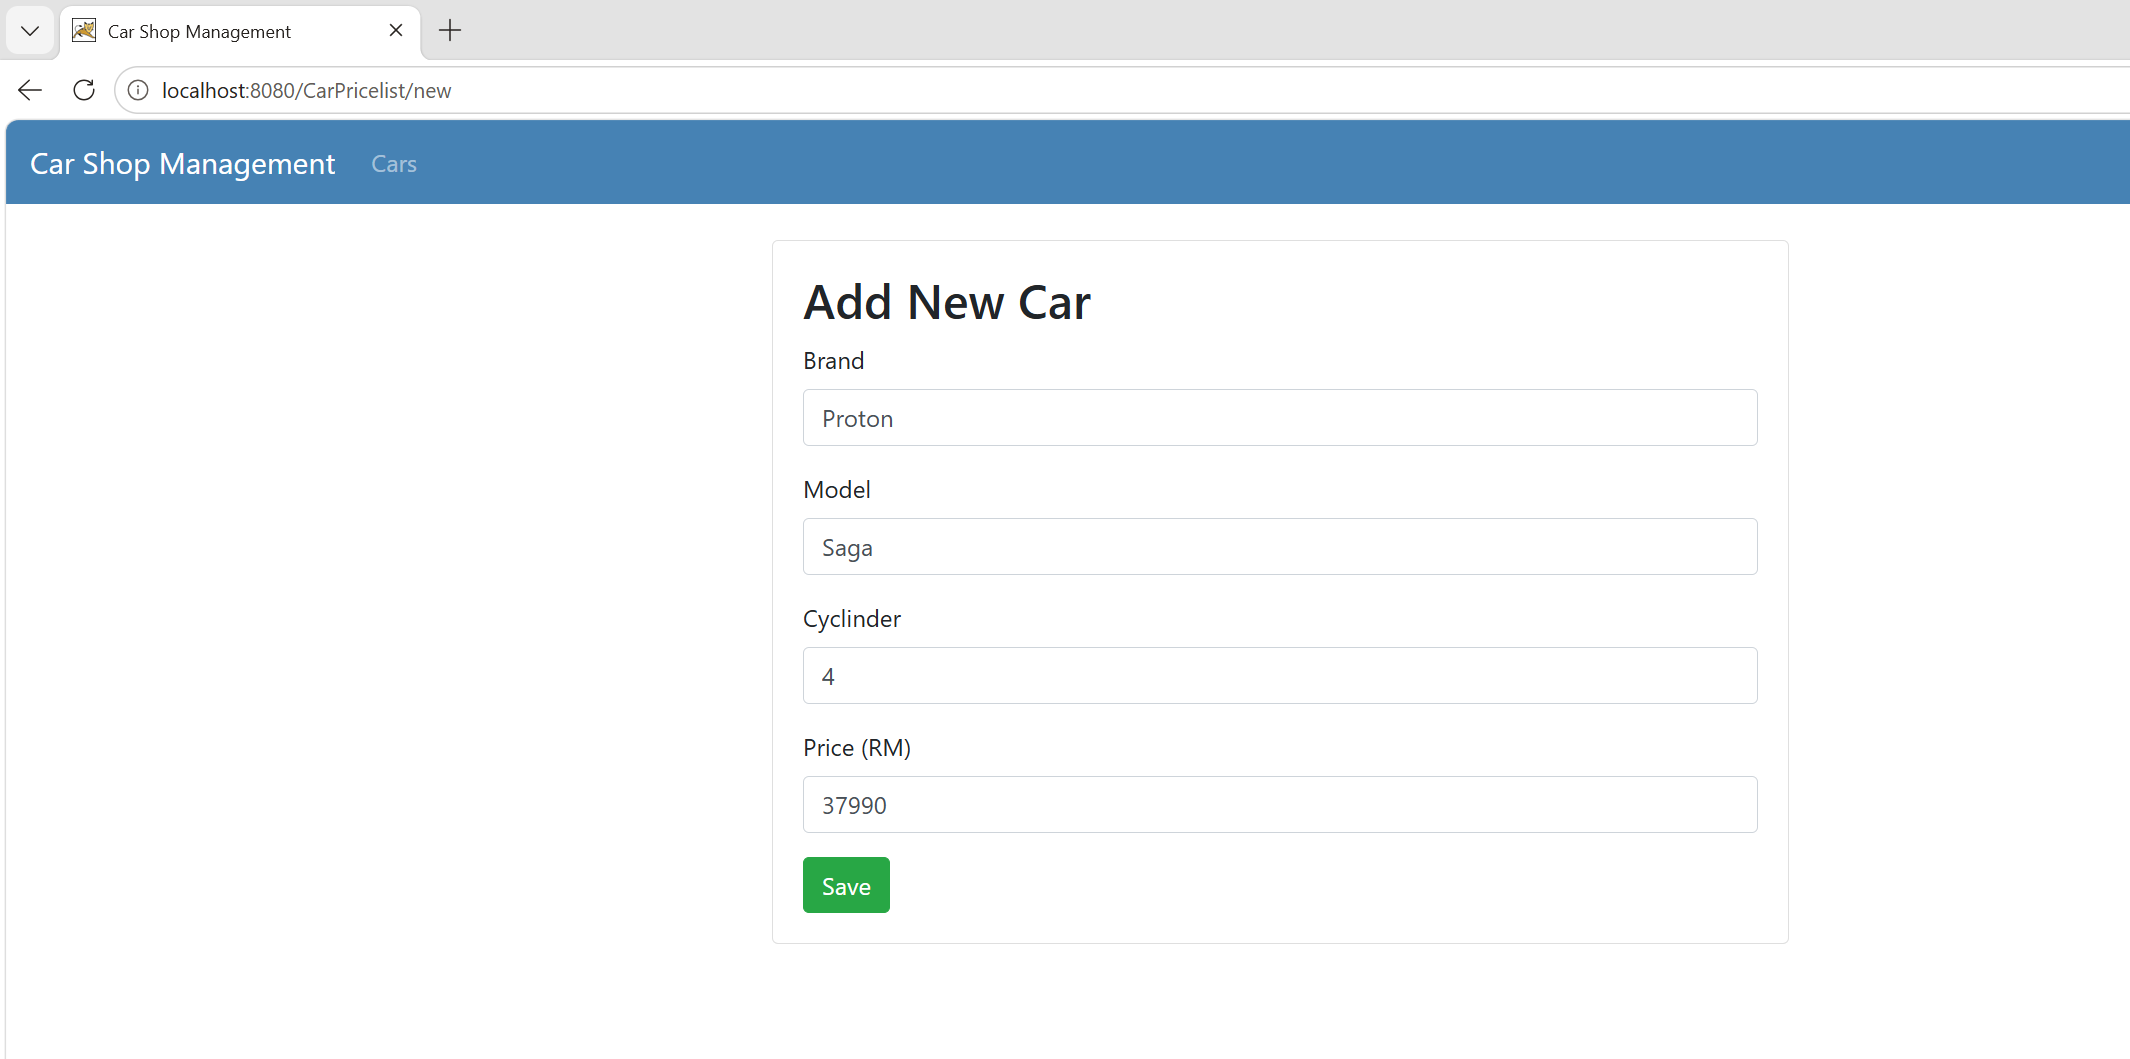 Car Shop Management
localhost:8080/CarPricelist/new
Car Shop Management Cars
Add New Car
Brand
Proton
Model
Saga
Cyclinder
4
Price (RM)
37990
Save